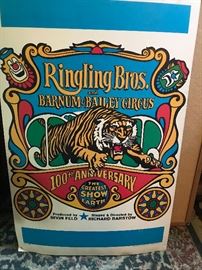 Ringling Bros.
and
BARNUM & BAILEY CIRCUS
100TH ANNIVERSARY
THE
GREATEST
SHOW
ON
EARTH
Produced by
IRVIN FELD
Staged & Directed by
RICHARD BARSTOW